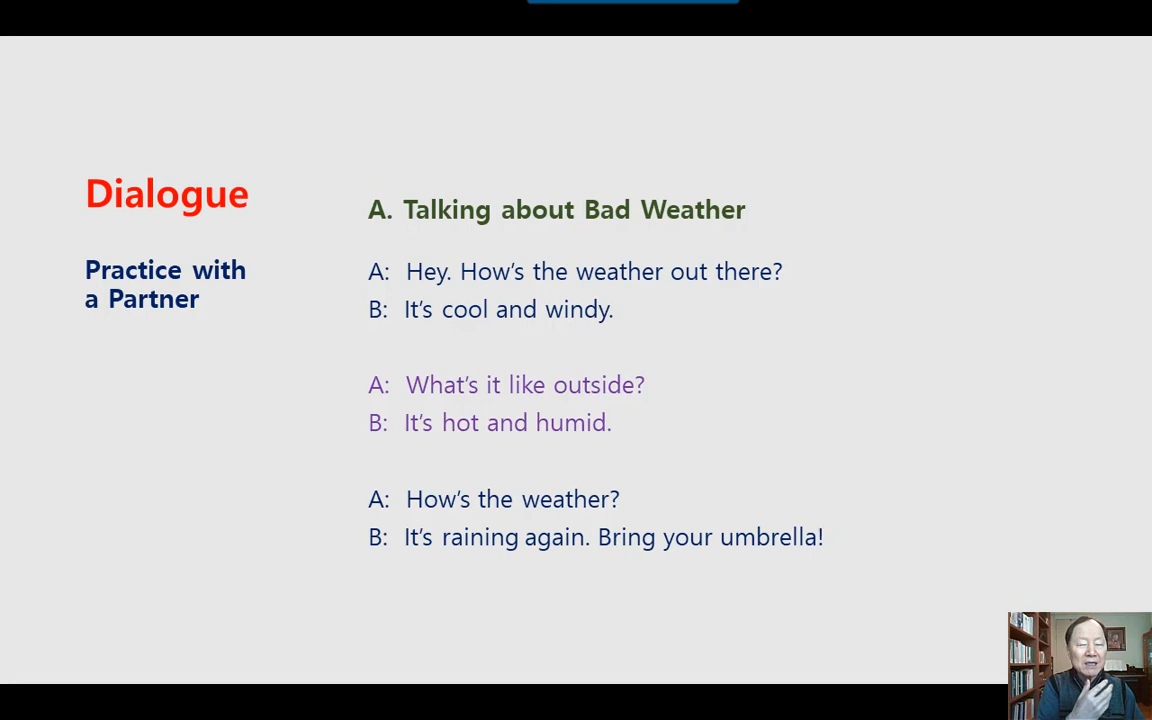 Dialogue
Practice with
a Partner
A. Talking about Bad Weather
A: Hey. How's the weather out there?
B: It's cool and windy.
A: What's it like outside?
B: It's hot and humid.
A: How's the weather?
B: It's raining again. Bring your umbrella!